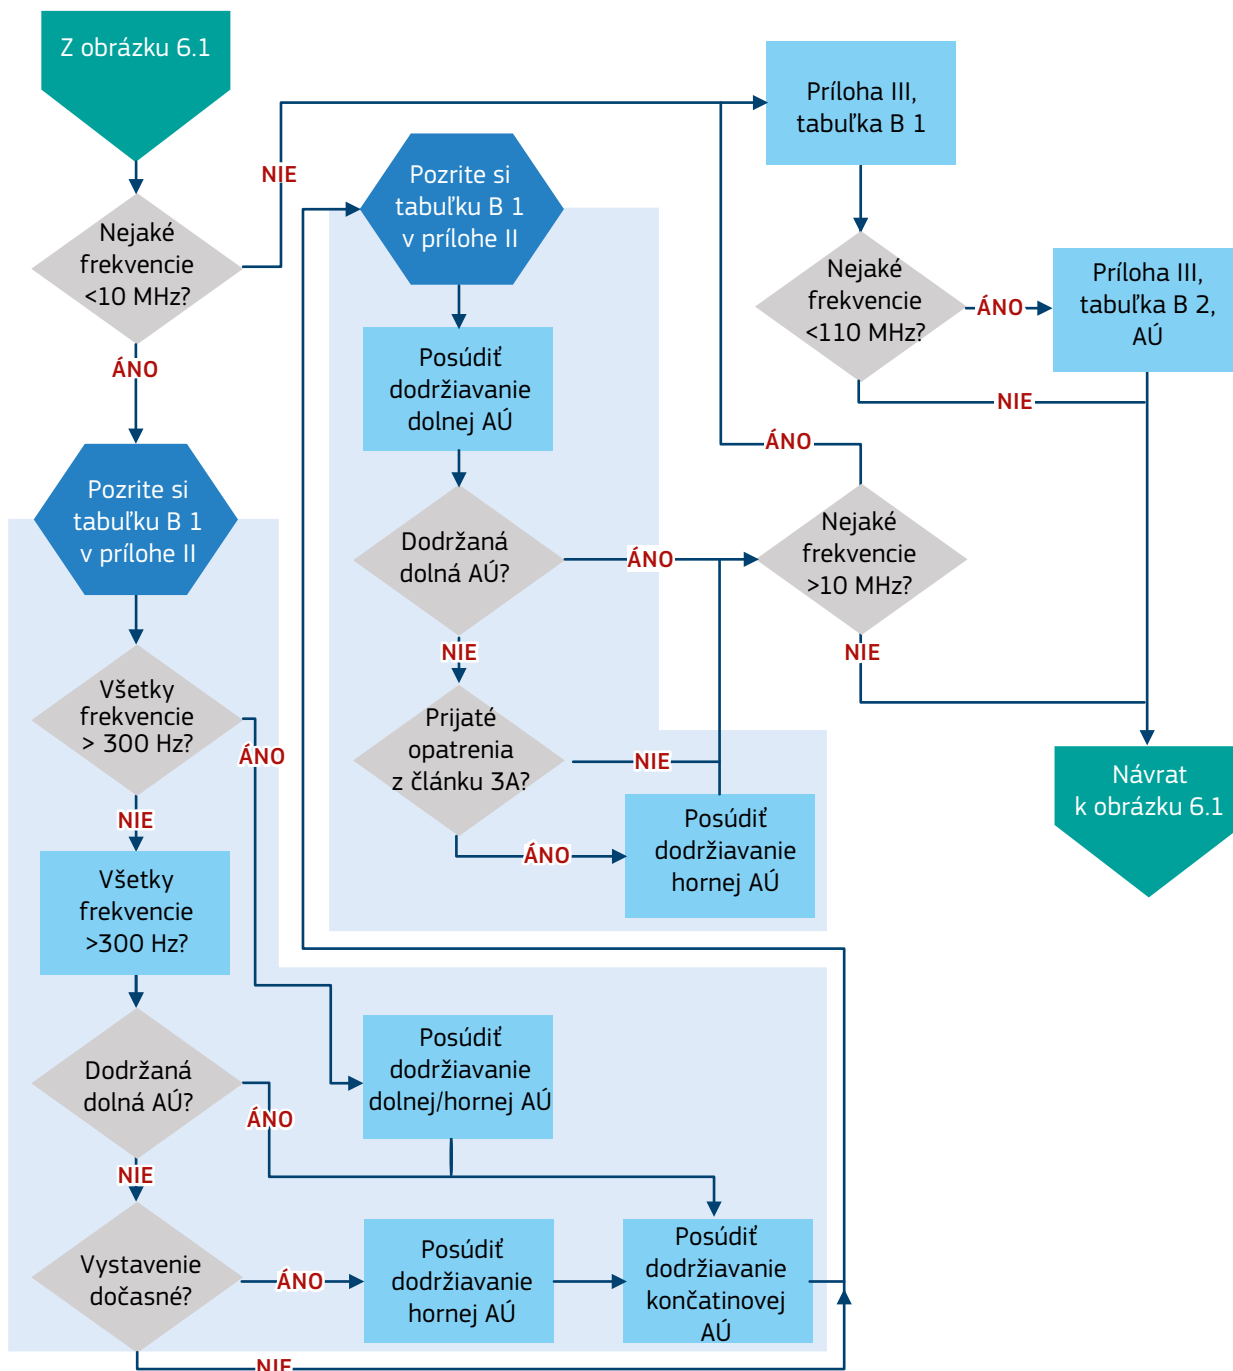 Z obrázku 6.1
NIE
Nejaké
frekvencie
<10 MHz?
ÁNO
Pozrite si
tabuľku B 1
v prílohe II
Všetky
frekvencie
> 300 Hz?
ÁNO
NIE
Všetky
frekvencie
>300 Hz?
Dodržaná
dolná AÚ?
ÁNO
NIE
Vystavenie
dočasné?
ÁNO
NIE
Posúdiť
dodržiavanie
dolnej/hornej AÚ
Posúdiť
dodržiavanie
hornej AÚ
Posúdiť
dodržiavanie
končatinovej
AÚ
Pozrite si
tabuľku B 1
v prílohe II
Posúdiť
dodržiavanie
dolnej AÚ
Dodržaná
dolná AÚ?
ÁNO
NIE
Prijaté
opatrenia
z článku 3A?
NIE
ÁNO
Posúdiť
dodržiavanie
hornej AÚ
Nejaké
frekvencie
>10 MHz?
ÁNO
NIE
Príloha III,
tabuľka B 1
Nejaké
frekvencie
<110 MHz?
ÁNO
NIE
Príloha III,
tabuľka B 2,
AÚ
Návrat
k obrázku 6.1